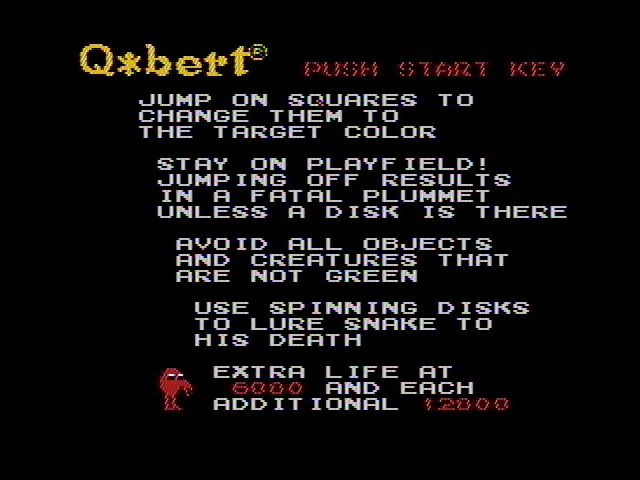 Q*bert® PUSH START KEY
JUMP ON SQUARES TO
CHANGE THEM TO
THE TARGET COLOR
STAY ON PLAYFIELD!
JUMPING OFF RESULTS
IN A FATAL PLUMMET
UNLESS A DISK IS THERE
AVOID ALL OBJECTS
AND CREATURES THAT
ARE NOT GREEN
USE SPINNING DISKS
TO LURE SNAKE TO
HIS DEATH
EXTRA LIFE AT
6000 AND EACH
ADDITIONAL 12000